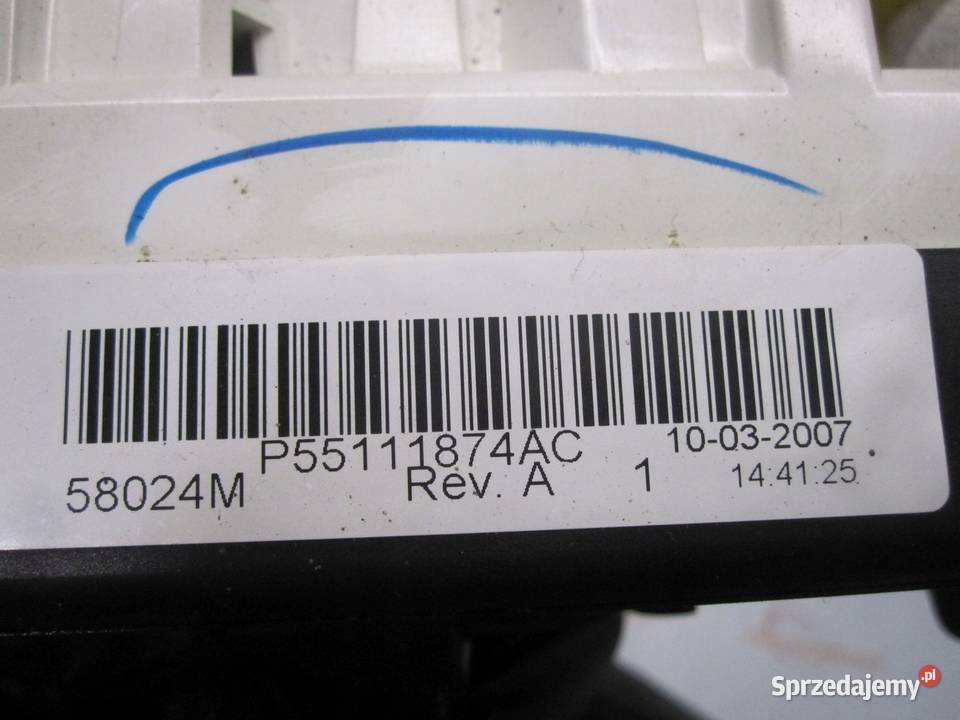 P55111874AC 10-03-2007
58024M Rev. A 1 14:41:25
Sprzedajemy.pl